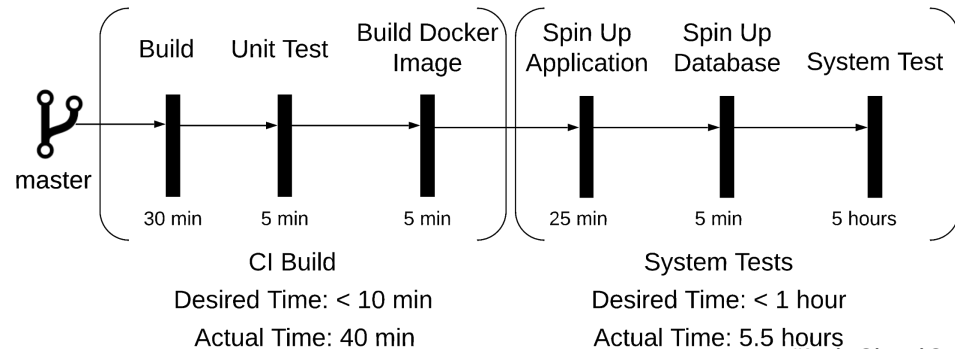 Build
Unit Test
Build Docker
Image
Spin Up
Application
Spin Up
Database
System Test
master
30 min
5 min
5 min
25 min
5 min
5 hours
CI Build
Desired Time: < 10 min
Actual Time: 40 min
System Tests
Desired Time: < 1 hour
Actual Time: 5.5 hours